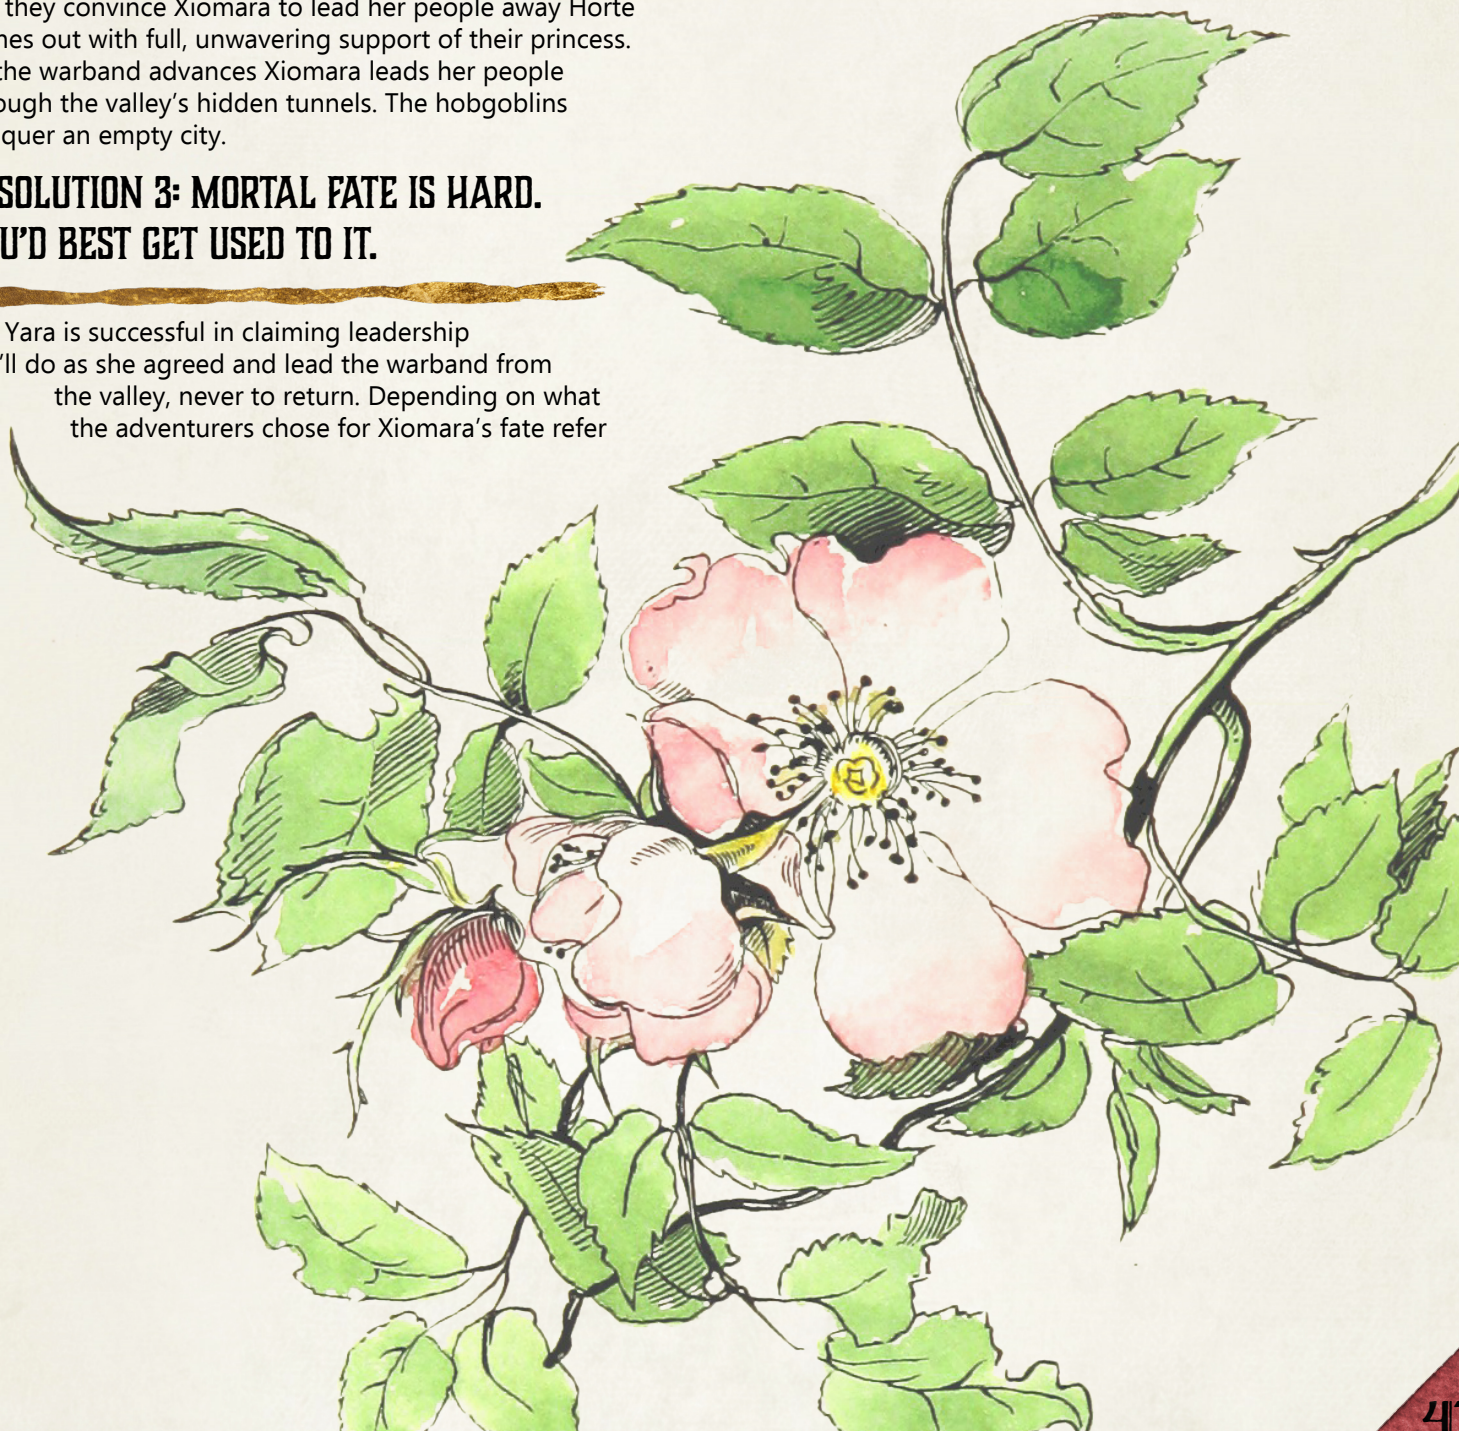 they convince Xiomara to lead her people away Horte
nes out with full, unwavering support of their princess.
the warband advances Xiomara leads her people
ough the valley's hidden tunnels. The hobgoblins
quer an empty city.
SOLUTION 3: MORTAL FATE IS HARD.
U'D BEST GET USED TO IT.
Yara is successful in claiming leadership
'll do as she agreed and lead the warband from
the valley, never to return. Depending on what
the adventurers chose for Xiomara's fate refer